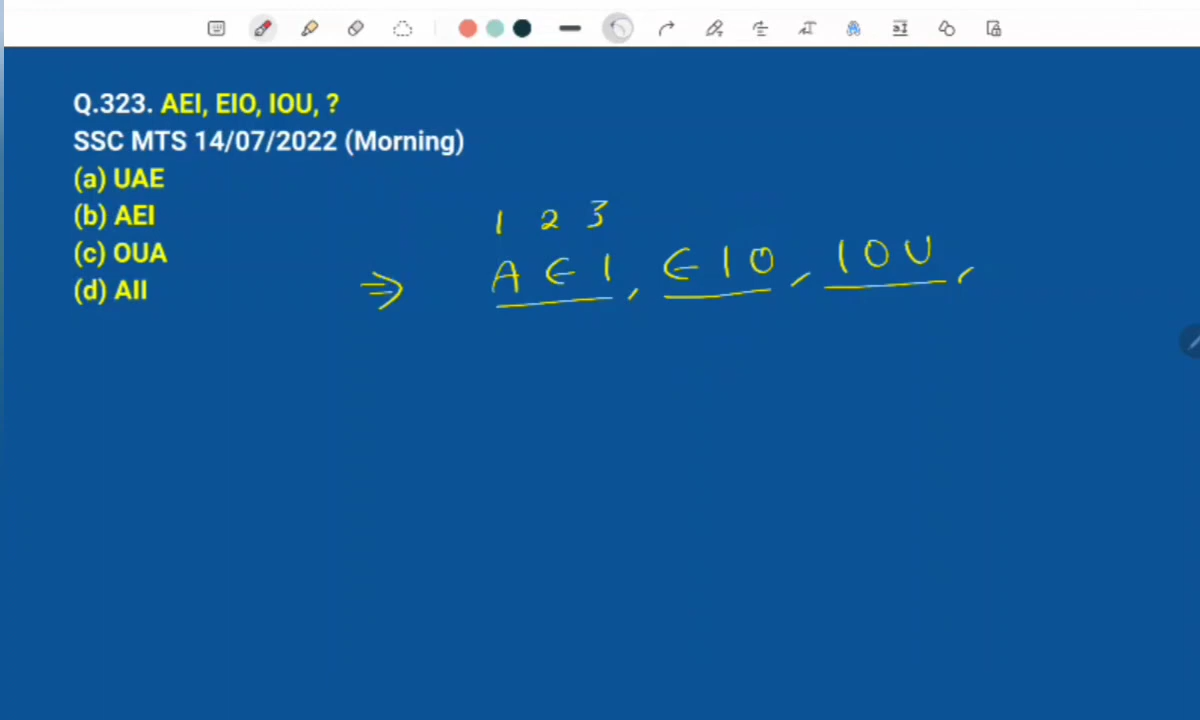 Q.323. AEI, EIO, IOU, ?
SSC MTS 14/07/2022 (Morning)
(a) UAE
(b) AEI
(c) OUA
(d) AII
1 2 3
⇒ AEI, EIO, IOU,